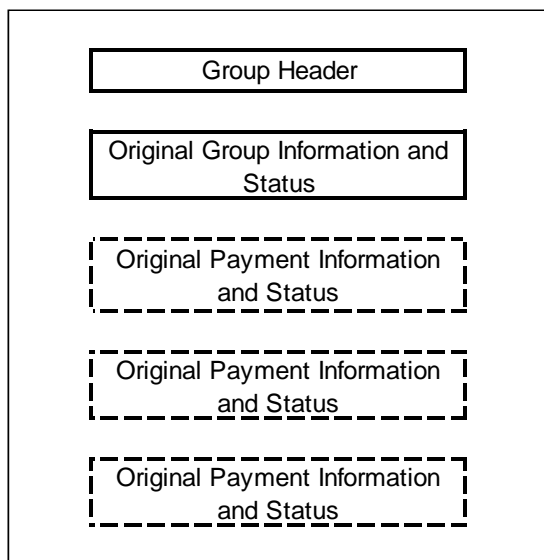 Group Header
Original Group Information and
Status
Original Payment Information
and Status
Original Payment Information
and Status
Original Payment Information
and Status